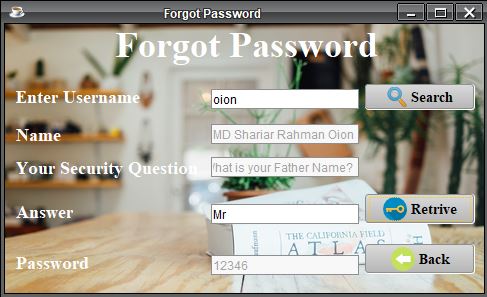 Forgot Password
Forgot Password
Enter Username oion Search
Name MD Shariar Rahman Oion
Your Security Question What is your Father Name?
Answer Mr Retrive
THE CALIFORNIA FIELD
ATLAS
Password 12346 Back